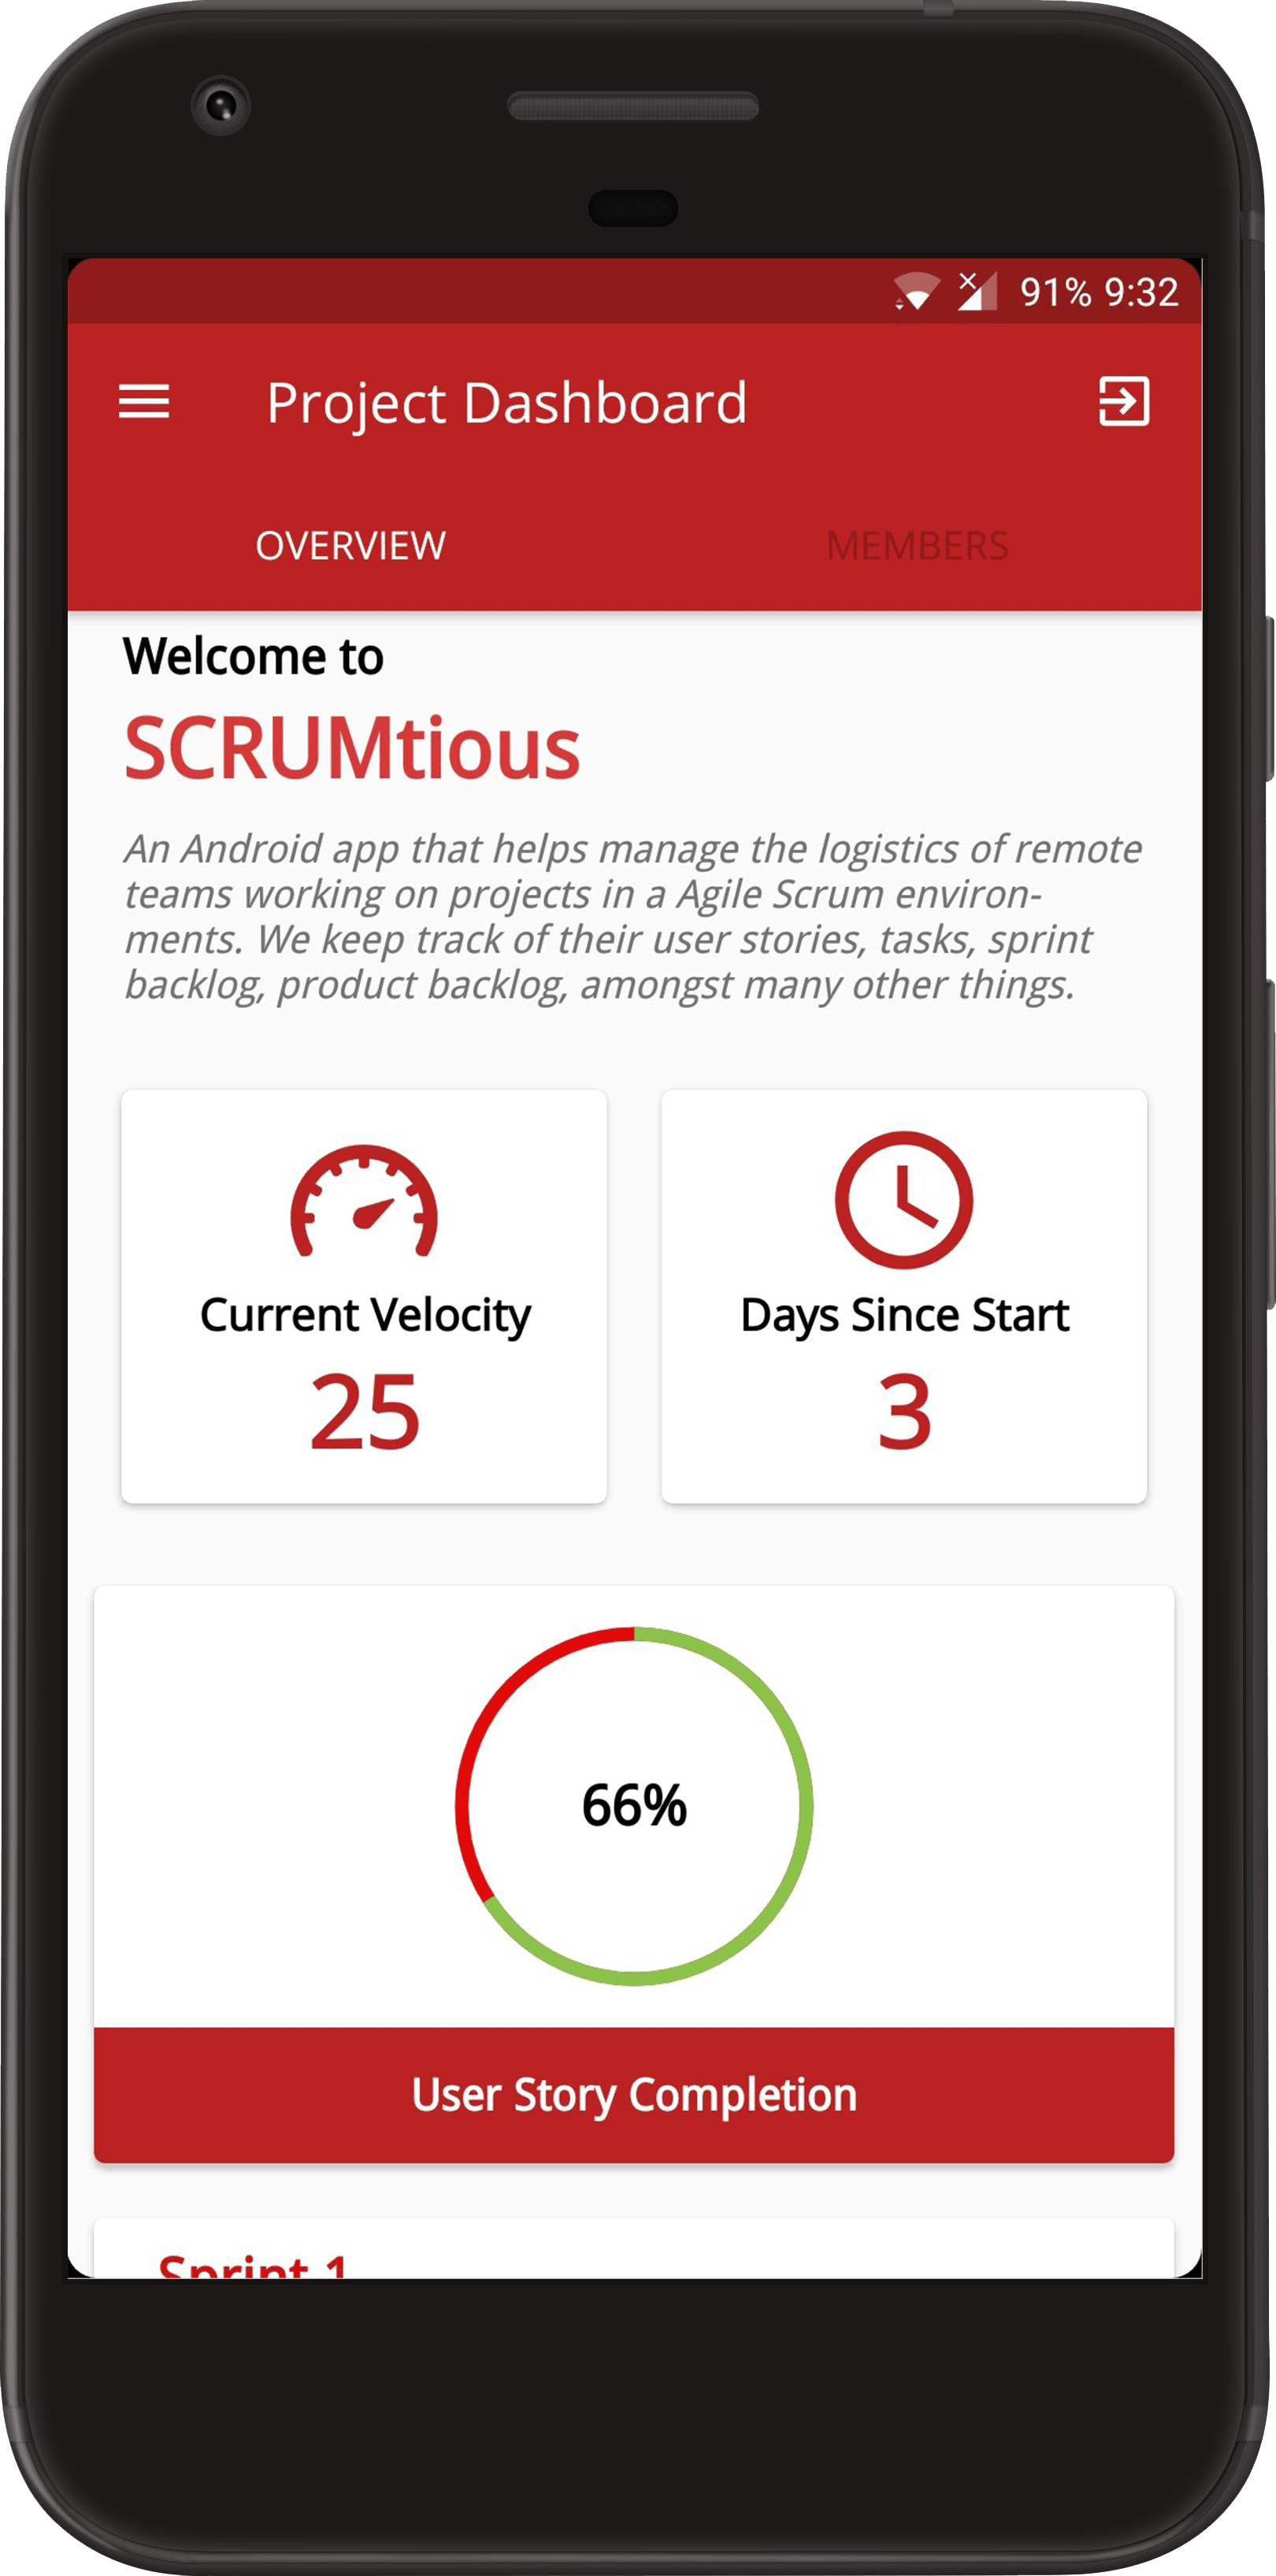 91% 9:32
Project Dashboard
OVERVIEW
MEMBERS
Welcome to
SCRUMtious
An Android app that helps manage the logistics of remote
teams working on projects in a Agile Scrum environ-
ments. We keep track of their user stories, tasks, sprint
backlog, product backlog, amongst many other things.
Current Velocity
25
Days Since Start
3
66%
User Story Completion
Sprint 1